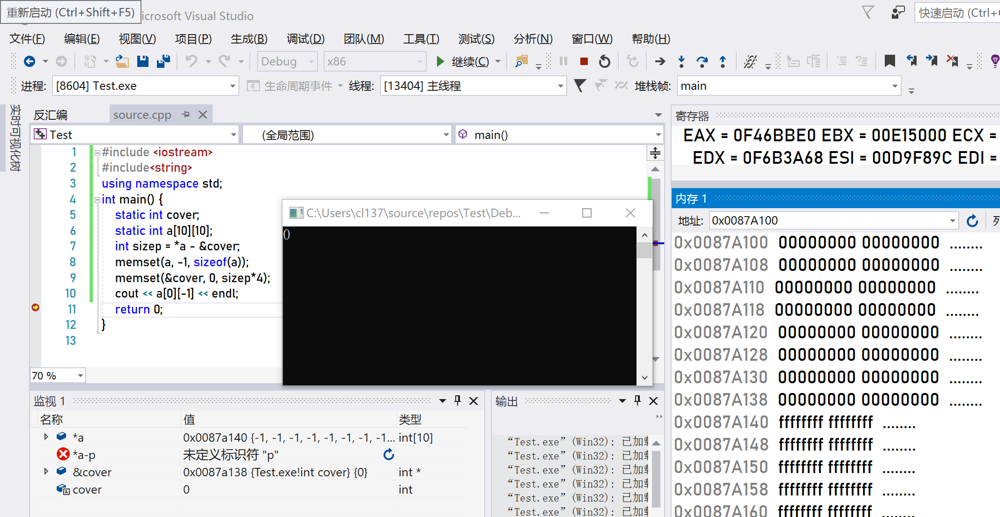 重新启动 (Ctrl+Shift+F5)
icrosoft Visual Studio
快速启动 (Ctrl+
文件(F) 编辑(E) 视图(V) 项目(P) 生成(B) 调试(D) 团队(M) 工具(T) 测试(S) 分析(N) 窗口(W) 帮助(H)
Debug x86 继续(C)
进程: [8604] Test.exe 生命周期事件 线程: [13404] 主线程 堆栈帧: main
实时可视化树
反汇编 source.cpp
Test (全局范围) main()
1 #include <iostream>
2 #include<string>
3 using namespace std;
4 int main() {
5 static int cover;
6 static int a[10][10];
7 int sizep = *a - &cover;
8 memset(a, -1, sizeof(a));
9 memset(&cover, 0, sizep*4);
10 cout << a[0][-1] << endl;
11 return 0;
12 }
13
70 %
C:\Users\cl137\source\repos\Test\Deb...
0
寄存器
EAX = 0F46BBE0 EBX = 00E15000 ECX =
EDX = 0F6B3A68 ESI = 00D9F89C EDI =
内存 1
地址: 0x0087A100 列
0x0087A100 00000000 00000000 ........
0x0087A108 00000000 00000000 ........
0x0087A110 00000000 00000000 ........
0x0087A118 00000000 00000000 ........
0x0087A120 00000000 00000000 ........
0x0087A128 00000000 00000000 ........
0x0087A130 00000000 00000000 ........
0x0087A138 00000000 00000000 ........
0x0087A140 ffffffff ffffffff ........
0x0087A148 ffffffff ffffffff ........
0x0087A150 ffffffff ffffffff ........
0x0087A158 ffffffff ffffffff ........
0x0087A160 ffffffff ffffffff ........
监视 1
名称 值 类型
*a 0x0087a140 {-1, -1, -1, -1, -1, -1, -1, -1... int[10]
*a-p 未定义标识符 "p"
&cover 0x0087a138 {Test.exe!int cover} {0} int *
cover 0 int
输出
“Test.exe” (Win32): 已加载
“Test.exe” (Win32): 已加载
“Test.exe” (Win32): 已加载
“Test.exe” (Win32): 已加载
“Test.exe” (Win32): 已加载
“Test.exe” (Win32): 已加载